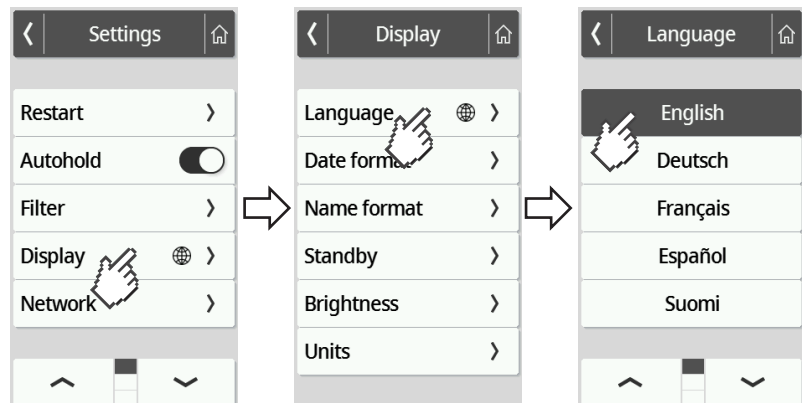 Settings
Restart
Autohold
Filter
Display
Network
Display
Language
Date format
Name format
Standby
Brightness
Units
Language
English
Deutsch
Français
Español
Suomi